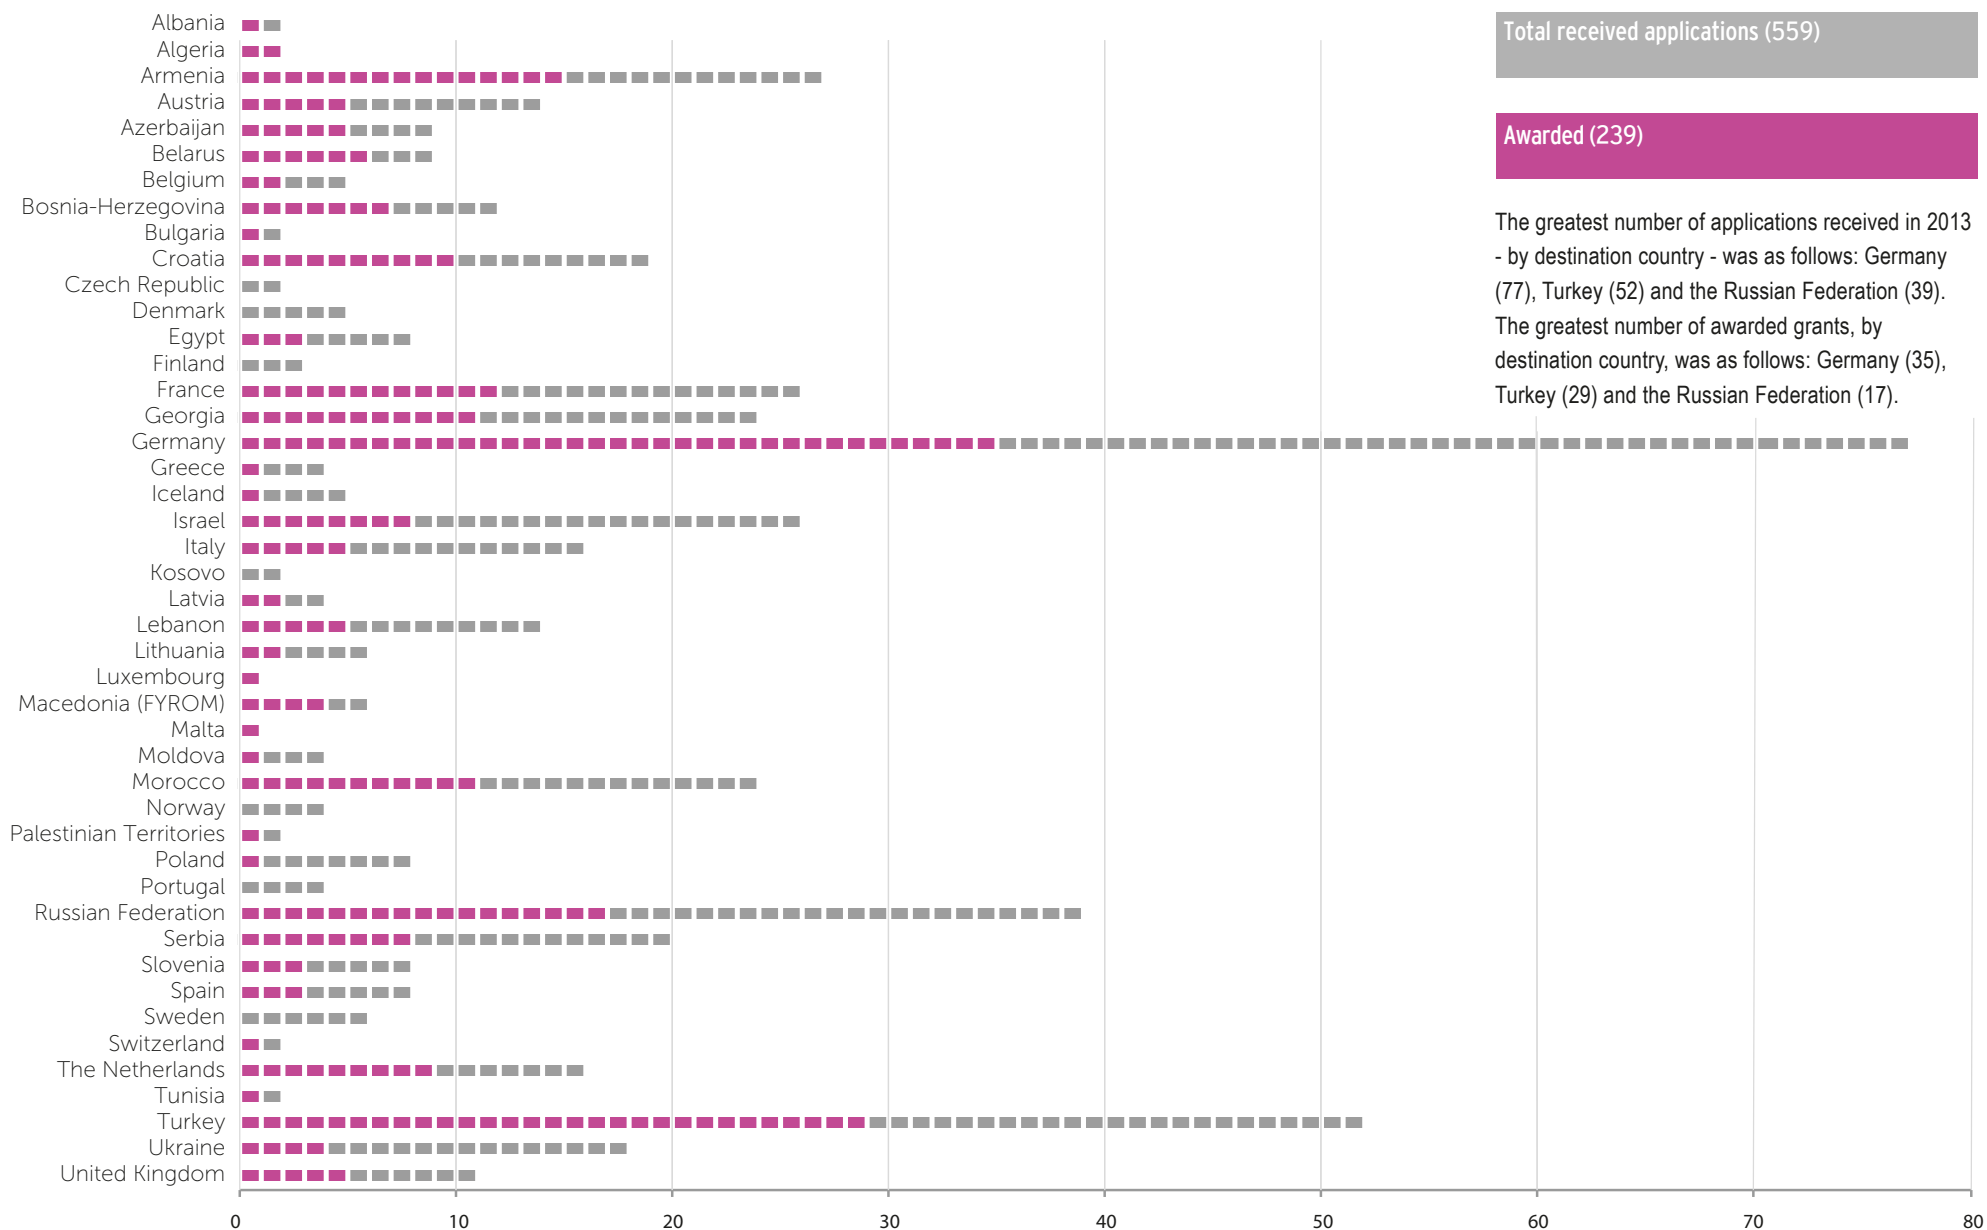 Albania
Algeria
Armenia
Austria
Azerbaijan
Belarus
Belgium
Bosnia-Herzegovina
Bulgaria
Croatia
Czech Republic
Denmark
Egypt
Finland
France
Georgia
Germany
Greece
Iceland
Israel
Italy
Kosovo
Latvia
Lebanon
Lithuania
Luxembourg
Macedonia (FYROM)
Malta
Moldova
Morocco
Norway
Palestinian Territories
Poland
Portugal
Russian Federation
Serbia
Slovenia
Spain
Sweden
Switzerland
The Netherlands
Tunisia
Turkey
Ukraine
United Kingdom
0 10 20 30 40 50 60 70 80
Total received applications (559)
Awarded (239)
The greatest number of applications received in 2013
- by destination country - was as follows: Germany
(77), Turkey (52) and the Russian Federation (39).
The greatest number of awarded grants, by
destination country, was as follows: Germany (35),
Turkey (29) and the Russian Federation (17).